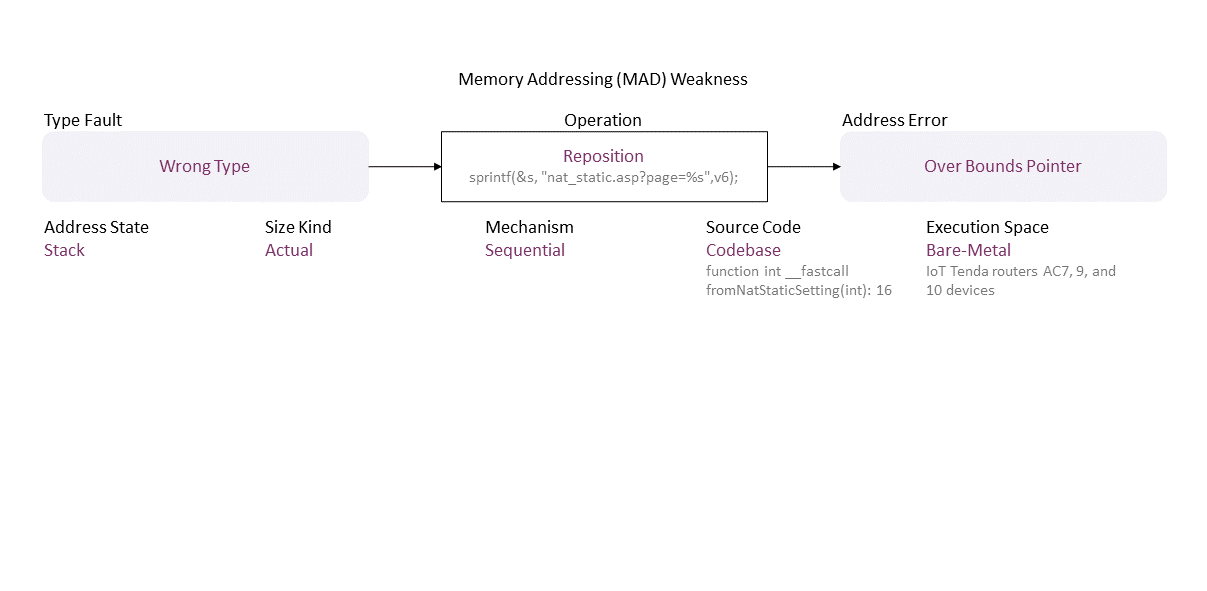 Memory Addressing (MAD) Weakness
Type Fault
Operation
Address Error
Wrong Type
Reposition
sprintf(&s, "nat_static.asp?page=%s",v6);
Over Bounds Pointer
Address State
Size Kind
Mechanism
Source Code
Execution Space
Stack
Actual
Sequential
Codebase
Bare-Metal
function int __fastcall
fromNatStaticSetting(int): 16
IoT Tenda routers AC7, 9, and
10 devices